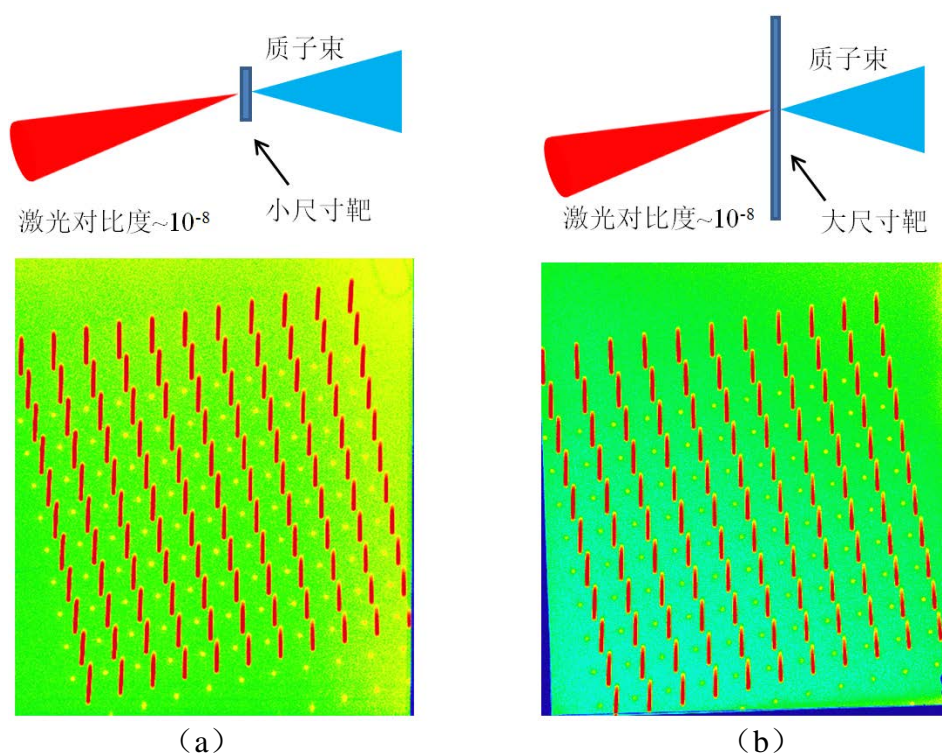 质子束
小尺寸靶
激光对比度~10⁻⁸
质子束
大尺寸靶
激光对比度~10⁻⁸
（a）
（b）